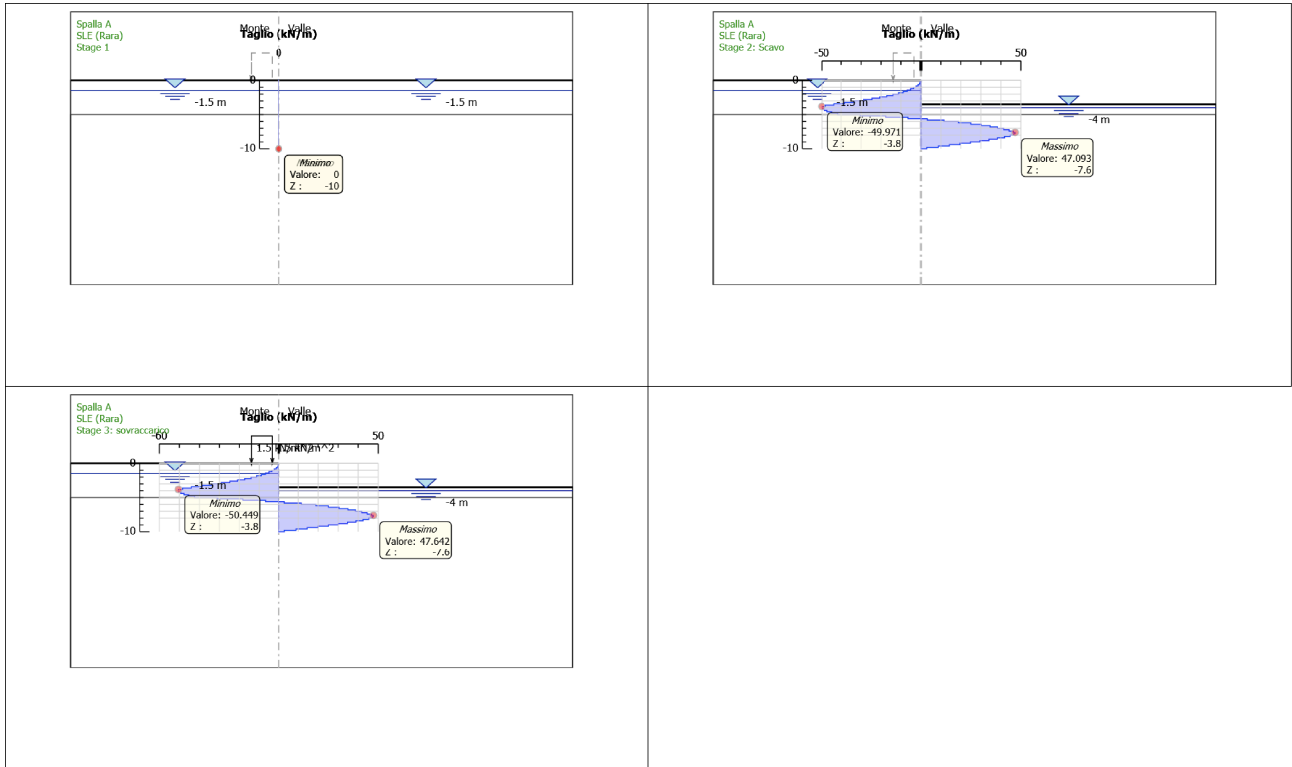 Spalla A
SLE (Rara)
Stage 1
Monte Valle
Taglio (kN/m)
0
0
-1.5 m
-1.5 m
-10
Minimo
Valore: 0
Z : -10
Spalla A
SLE (Rara)
Stage 2: Scavo
Monte Valle
Taglio (kN/m)
-50
50
0
-1.5 m
-4 m
Minimo
Valore: -49.971
Z : -3.8
-10
Massimo
Valore: 47.093
Z : -7.6
Spalla A
SLE (Rara)
Stage 3: sovraccarico
Monte Valle
Taglio (kN/m)
-60
50
1.5
0
-1.5 m
-4 m
Minimo
Valore: -50.449
Z : -3.8
-10
Massimo
Valore: 47.642
Z : -7.6